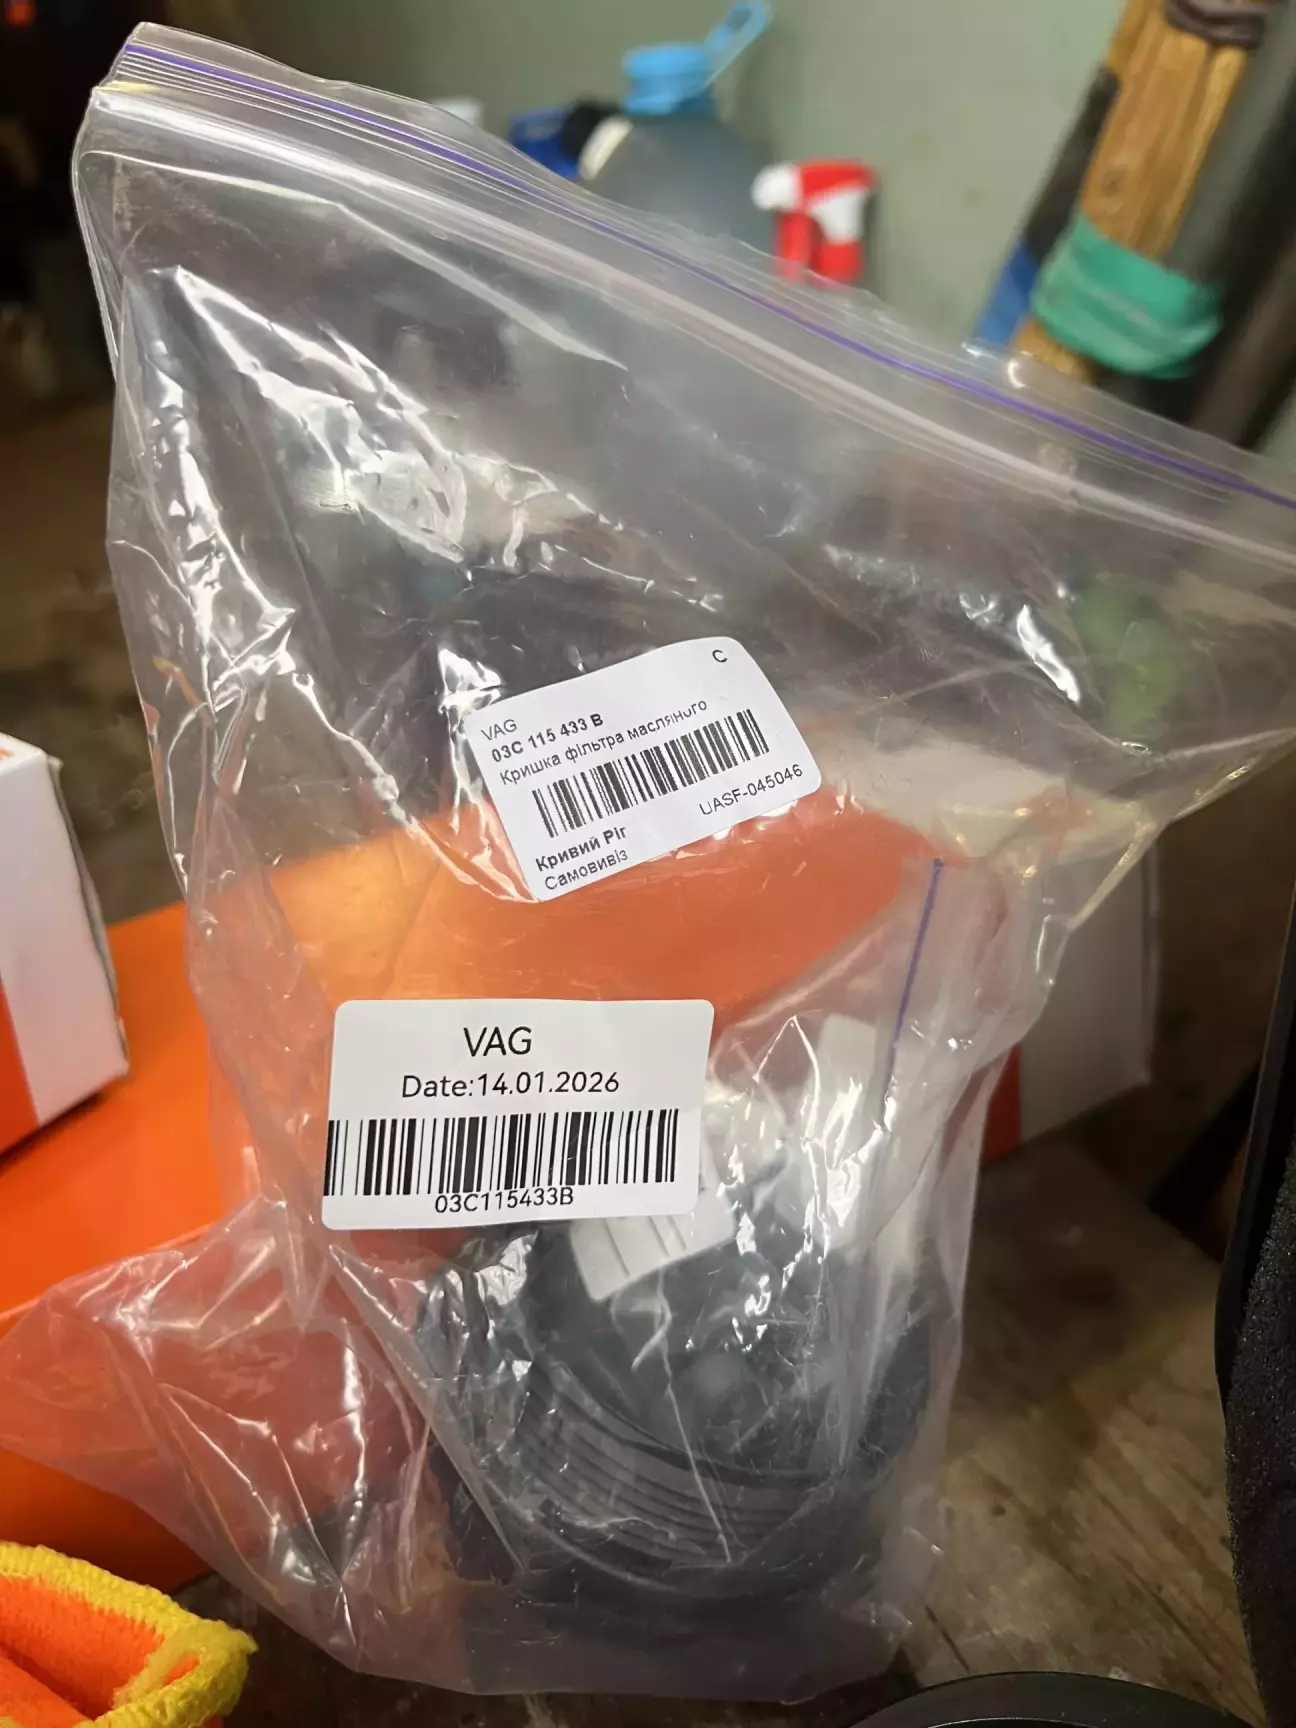 C
VAG
03C 115 433 B
Кришка фільтра масляного
UASF-045046
Кривий Ріг
Самовивіз
VAG
Date:14.01.2026
03C115433B